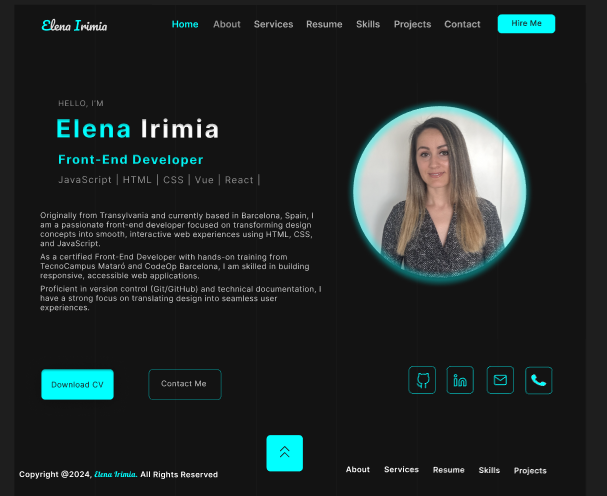 Elena Irimia
Home About Services Resume Skills Projects Contact Hire Me
HELLO, I'M
Elena Irimia
Front-End Developer
JavaScript | HTML | CSS | Vue | React |
Originally from Transylvania and currently based in Barcelona, Spain, I
am a passionate front-end developer focused on transforming design
concepts into smooth, interactive web experiences using HTML, CSS,
and JavaScript.
As a certified Front-End Developer with hands-on training from
TecnoCampus Mataró and CodeOp Barcelona, I am skilled in building
responsive, accessible web applications.
Proficient in version control (Git/GitHub) and technical documentation, I
have a strong focus on translating design into seamless user
experiences.
Download CV
Contact Me
in
Copyright @2024, Elena Irimia. All Rights Reserved
About Services Resume Skills Projects